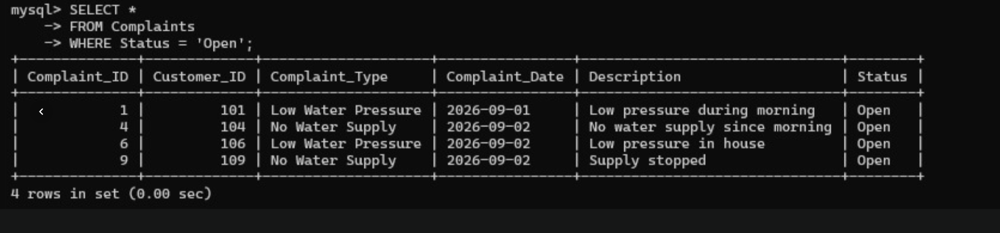 mysql> SELECT *
    -> FROM Complaints
    -> WHERE Status = 'Open';
+--------------+-------------+--------------------+----------------+-------------------------------+--------+
| Complaint_ID | Customer_ID | Complaint_Type     | Complaint_Date | Description                   | Status |
+--------------+-------------+--------------------+----------------+-------------------------------+--------+
|   <        1 |         101 | Low Water Pressure | 2026-09-01     | Low pressure during morning   | Open   |
|            4 |         104 | No Water Supply    | 2026-09-02     | No water supply since morning | Open   |
|            6 |         106 | Low Water Pressure | 2026-09-02     | Low pressure in house         | Open   |
|            9 |         109 | No Water Supply    | 2026-09-02     | Supply stopped                | Open   |
+--------------+-------------+--------------------+----------------+-------------------------------+--------+
4 rows in set (0.00 sec)